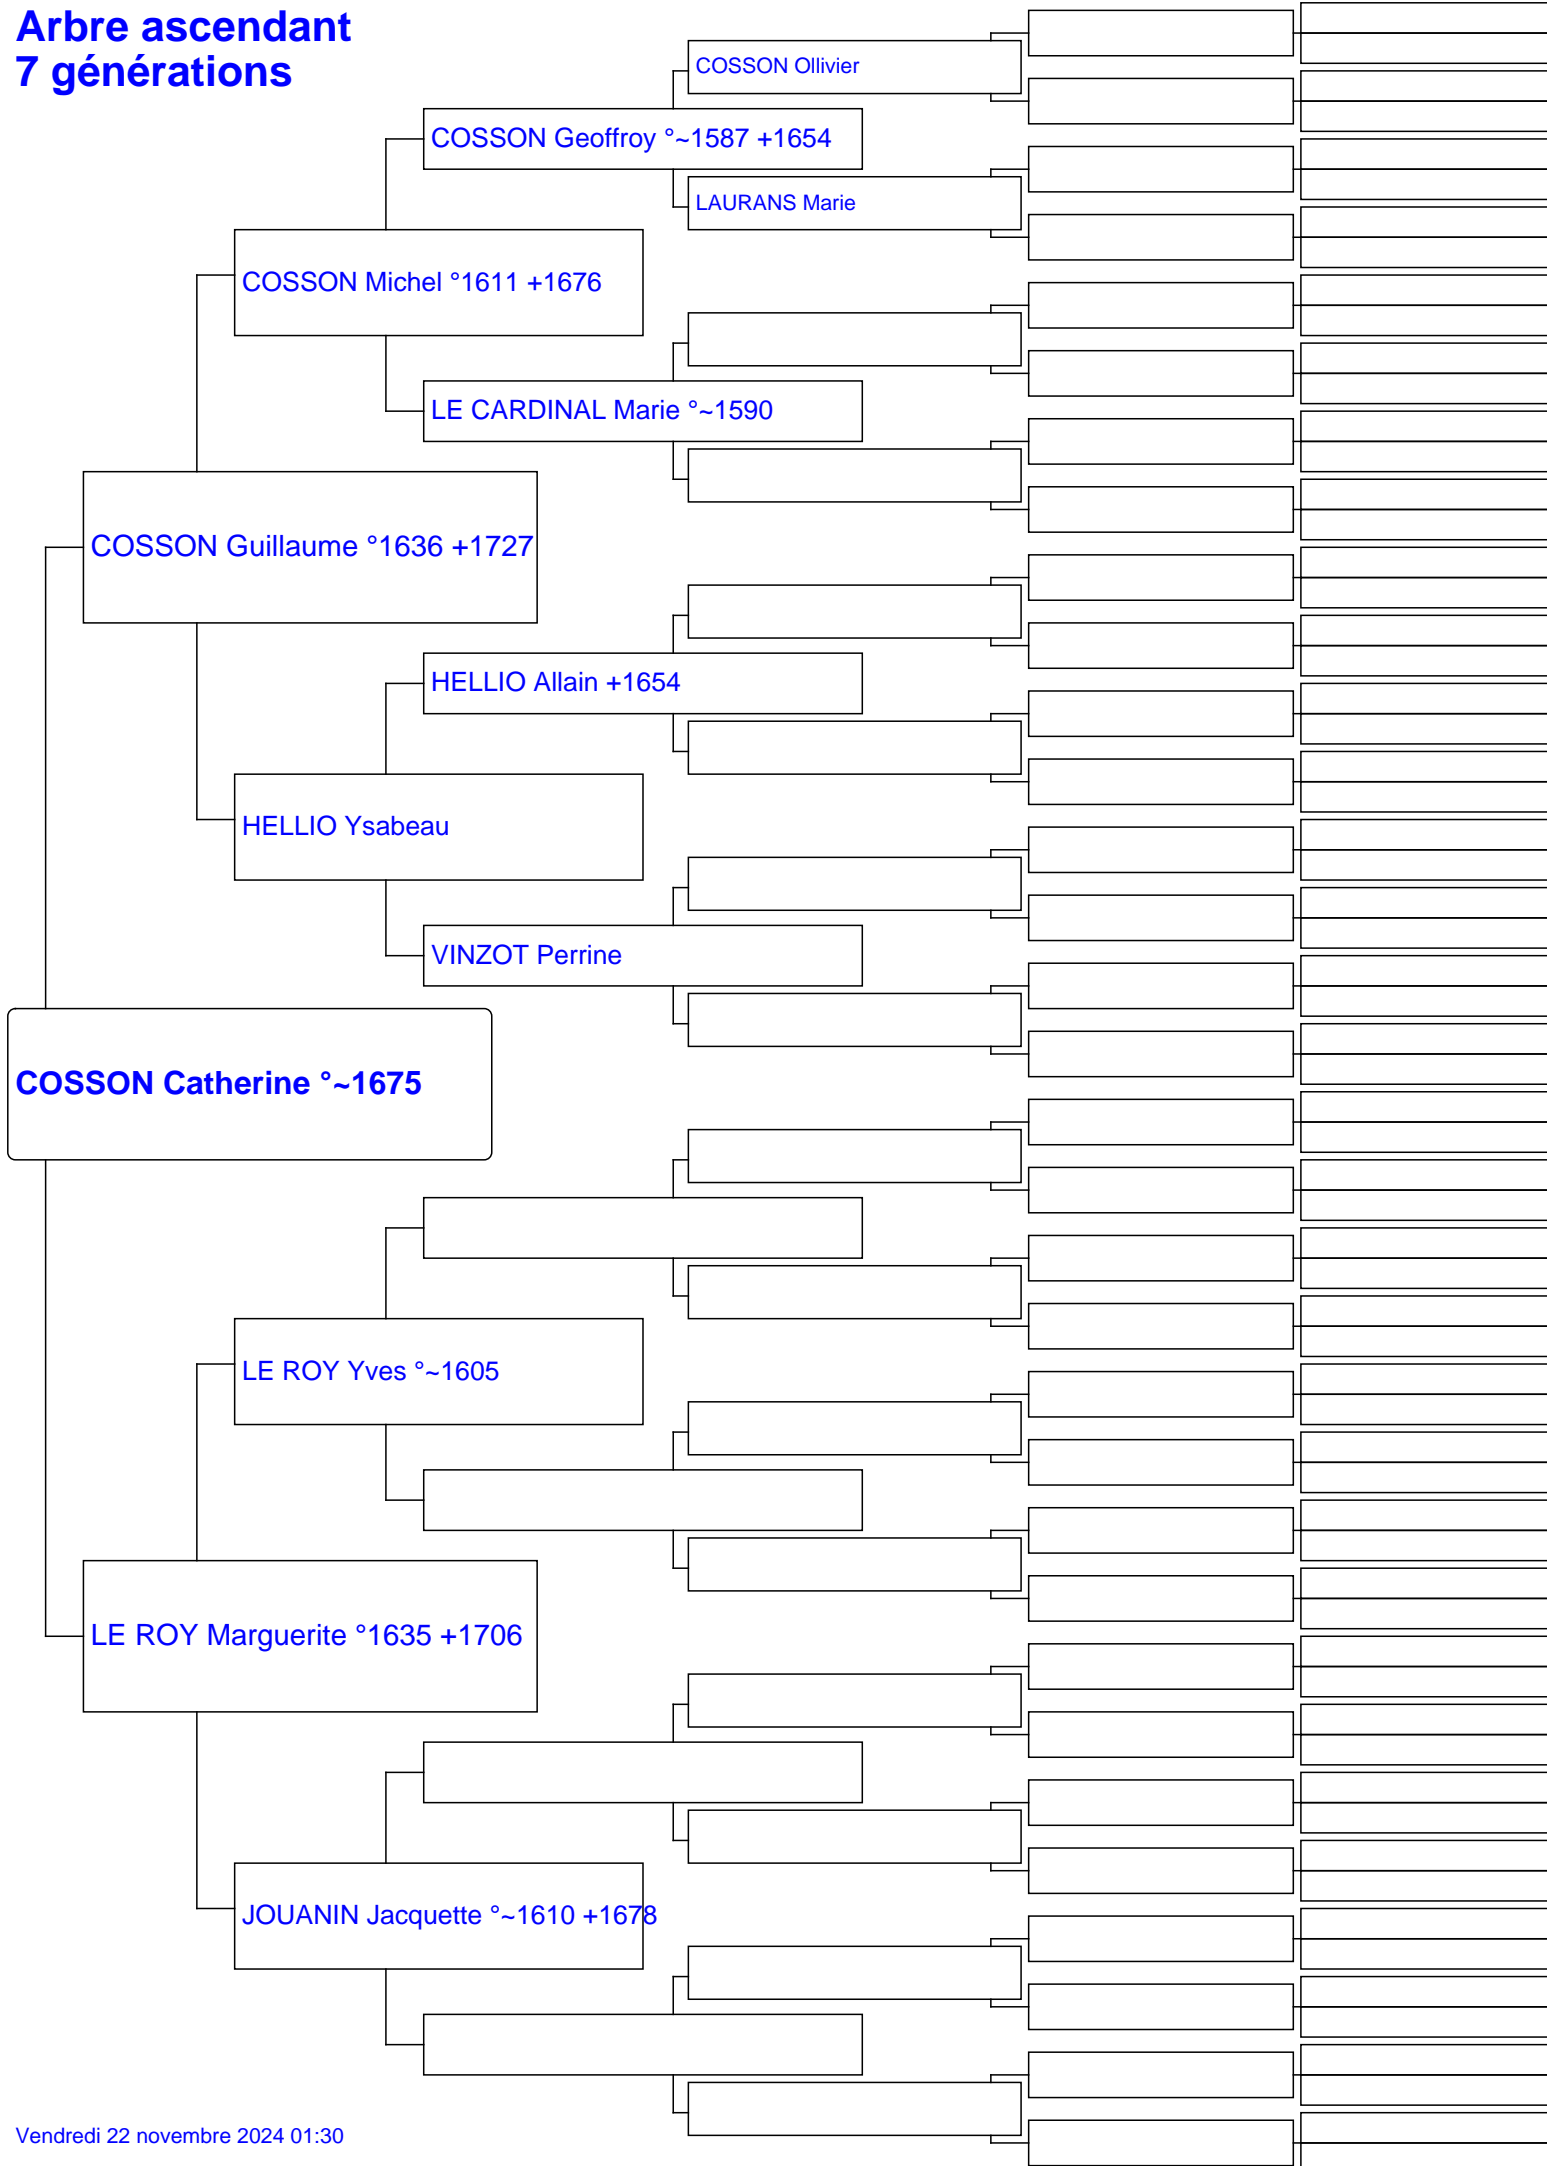 Arbre ascendant
7 générations
COSSON Ollivier
COSSON Geoffroy °~1587 +1654
LAURANS Marie
COSSON Michel °1611 +1676
LE CARDINAL Marie °~1590
COSSON Guillaume °1636 +1727
HELLIO Allain +1654
HELLIO Ysabeau
VINZOT Perrine
COSSON Catherine °~1675
LE ROY Yves °~1605
LE ROY Marguerite °1635 +1706
JOUANIN Jacquette °~1610 +1678
Vendredi 22 novembre 2024 01:30